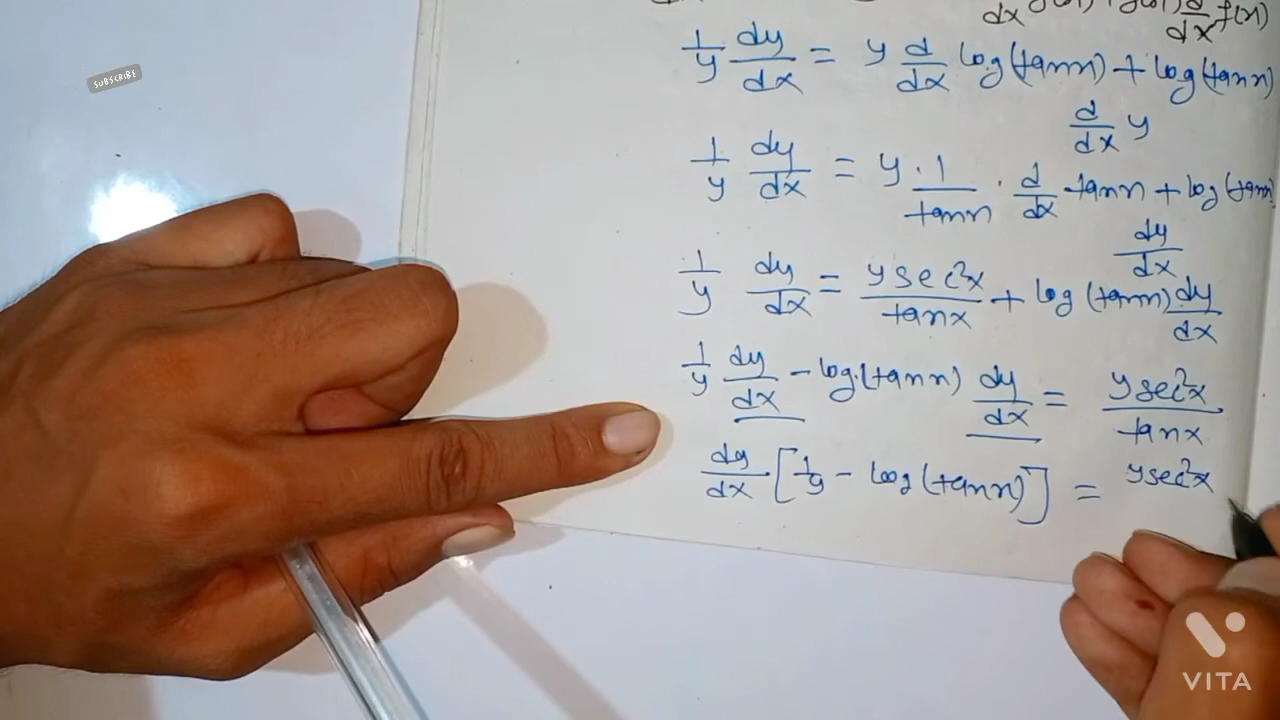 d/dx f(x)
1/y dy/dx = y d/dx log(tanx) + log(tanx)
d/dx y
1/y dy/dx = y · 1/tanx · d/dx tanx + log(tanx)
dy/dx
1/y dy/dx = y sec²x/tanx + log (tanx) dy/dx
1/y dy/dx - log(tanx) dy/dx = y sec²x/tanx
dy/dx [1/y - log(tanx)] = y sec²x
SUBSCRIBE
VITA